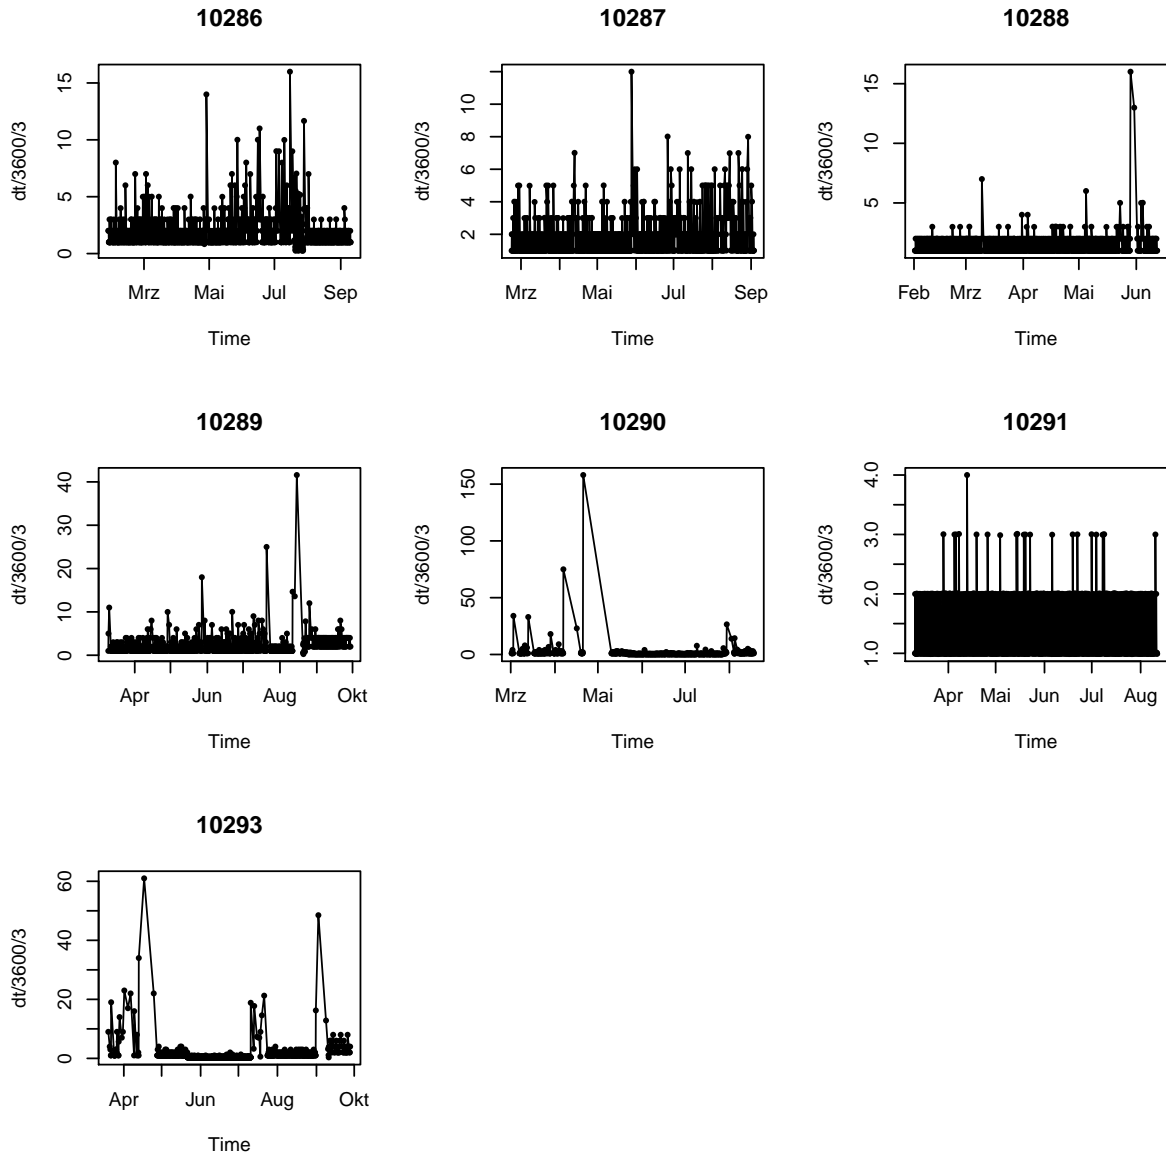 10286
10287
10288
dt/3600/3
0 5 10 15
Mrz Mai Jul Sep
Time
dt/3600/3
2 4 6 8 10
Mrz Mai Jul Sep
Time
dt/3600/3
5 10 15
Feb Mrz Apr Mai Jun
Time
10289
10290
10291
dt/3600/3
0 10 20 30 40
Apr Jun Aug Okt
Time
dt/3600/3
0 50 100 150
Mrz Mai Jul
Time
dt/3600/3
1.0 2.0 3.0 4.0
Apr Mai Jun Jul Aug
Time
10293
dt/3600/3
0 20 40 60
Apr Jun Aug Okt
Time